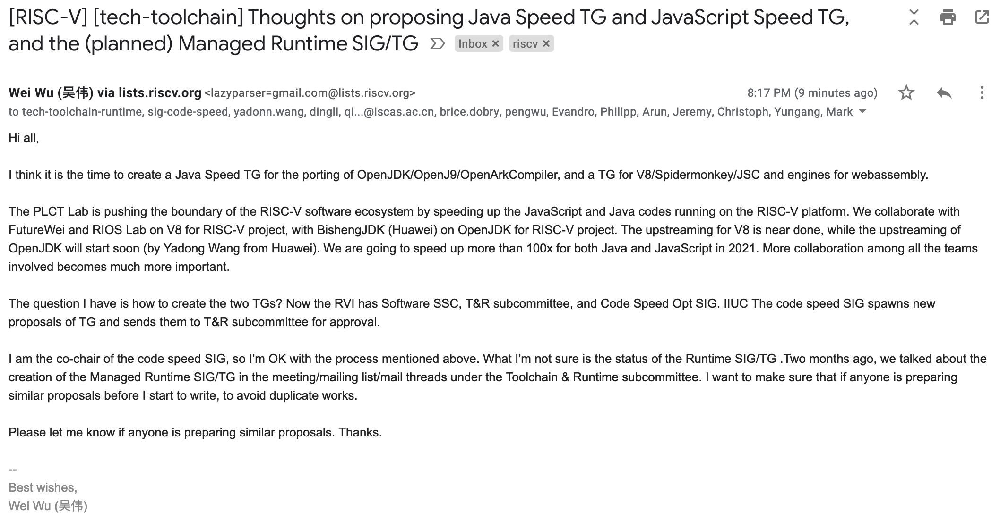 [RISC-V] [tech-toolchain] Thoughts on proposing Java Speed TG and JavaScript Speed TG,
and the (planned) Managed Runtime SIG/TG Inbox × riscv ×
Wei Wu (吴伟) via lists.riscv.org <lazyparser=gmail.com@lists.riscv.org> 8:17 PM (9 minutes ago)
to tech-toolchain-runtime, sig-code-speed, yadonn.wang, dingli, qi...@iscas.ac.cn, brice.dobry, pengwu, Evandro, Philipp, Arun, Jeremy, Christoph, Yungang, Mark
Hi all,
I think it is the time to create a Java Speed TG for the porting of OpenJDK/OpenJ9/OpenArkCompiler, and a TG for V8/Spidermonkey/JSC and engines for webassembly.
The PLCT Lab is pushing the boundary of the RISC-V software ecosystem by speeding up the JavaScript and Java codes running on the RISC-V platform. We collaborate with
FutureWei and RIOS Lab on V8 for RISC-V project, with BishengJDK (Huawei) on OpenJDK for RISC-V project. The upstreaming for V8 is near done, while the upstreaming of
OpenJDK will start soon (by Yadong Wang from Huawei). We are going to speed up more than 100x for both Java and JavaScript in 2021. More collaboration among all the teams
involved becomes much more important.
The question I have is how to create the two TGs? Now the RVI has Software SSC, T&R subcommittee, and Code Speed Opt SIG. IIUC The code speed SIG spawns new
proposals of TG and sends them to T&R subcommittee for approval.
I am the co-chair of the code speed SIG, so I'm OK with the process mentioned above. What I'm not sure is the status of the Runtime SIG/TG .Two months ago, we talked about the
creation of the Managed Runtime SIG/TG in the meeting/mailing list/mail threads under the Toolchain & Runtime subcommittee. I want to make sure that if anyone is preparing
similar proposals before I start to write, to avoid duplicate works.
Please let me know if anyone is preparing similar proposals. Thanks.
--
Best wishes,
Wei Wu (吴伟)